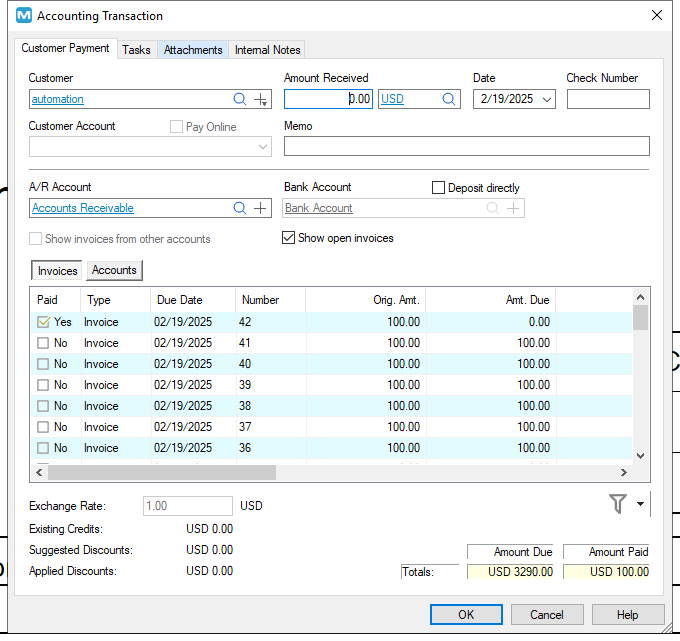 Accounting Transaction
Customer Payment Tasks Attachments Internal Notes
Customer Amount Received Date Check Number
automation 0.00 USD 2/19/2025
Customer Account Pay Online Memo
A/R Account Bank Account Deposit directly
Accounts Receivable Bank Account
Show invoices from other accounts Show open invoices
Invoices Accounts
Paid Type Due Date Number Orig. Amt. Amt. Due
Yes Invoice 02/19/2025 42 100.00 0.00
No Invoice 02/19/2025 41 100.00 100.00
No Invoice 02/19/2025 40 100.00 100.00
No Invoice 02/19/2025 39 100.00 100.00
No Invoice 02/19/2025 38 100.00 100.00
No Invoice 02/19/2025 37 100.00 100.00
No Invoice 02/19/2025 36 100.00 100.00
Exchange Rate: 1.00 USD
Existing Credits: USD 0.00
Suggested Discounts: USD 0.00
Amount Due Amount Paid
Applied Discounts: USD 0.00 Totals: USD 3290.00 USD 100.00
OK Cancel Help